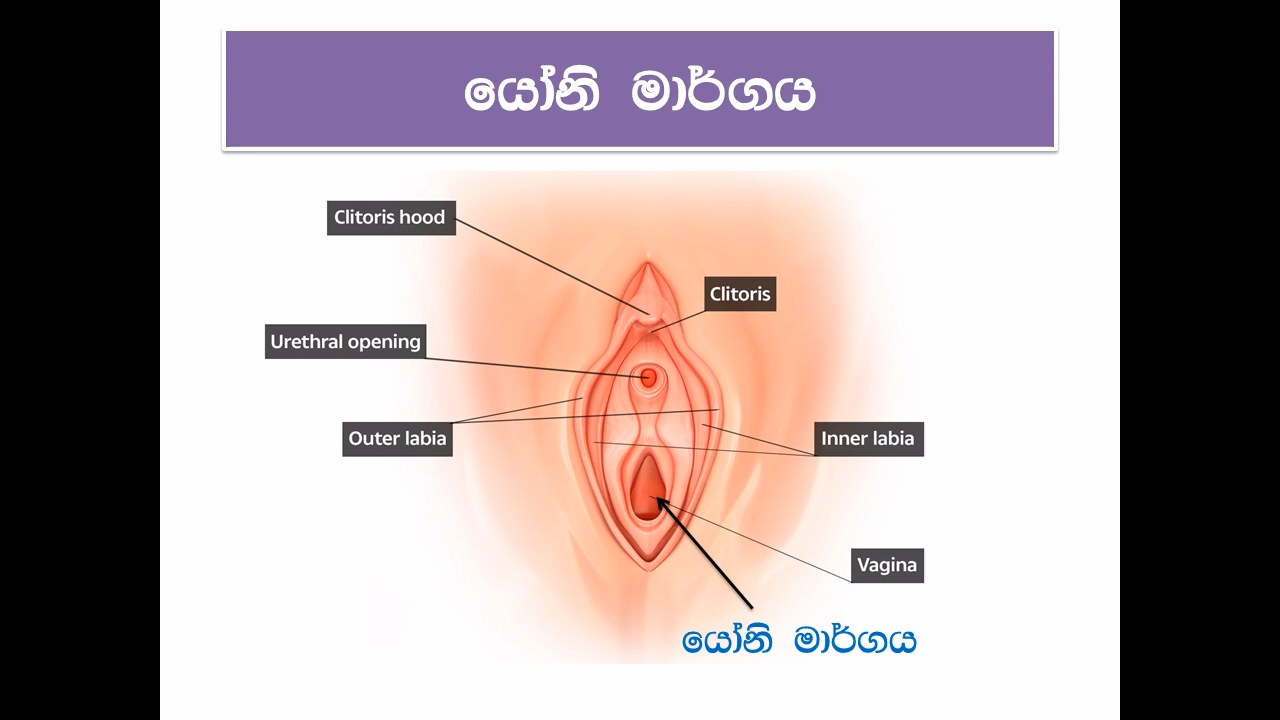 යෝනි මාර්ගය
Clitoris hood
Clitoris
Urethral opening
Outer labia
Inner labia
Vagina
යෝනි මාර්ගය